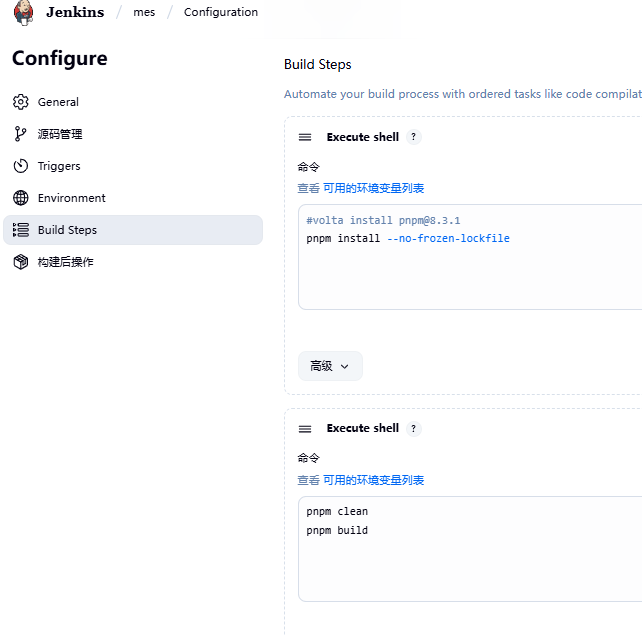 Jenkins / mes / Configuration
Configure
General
源码管理
Triggers
Environment
Build Steps
构建后操作
Build Steps
Automate your build process with ordered tasks like code compilat
Execute shell ?
命令
查看 可用的环境变量列表
#volta install pnpm@8.3.1
pnpm install --no-frozen-lockfile
高级
Execute shell ?
命令
查看 可用的环境变量列表
pnpm clean
pnpm build